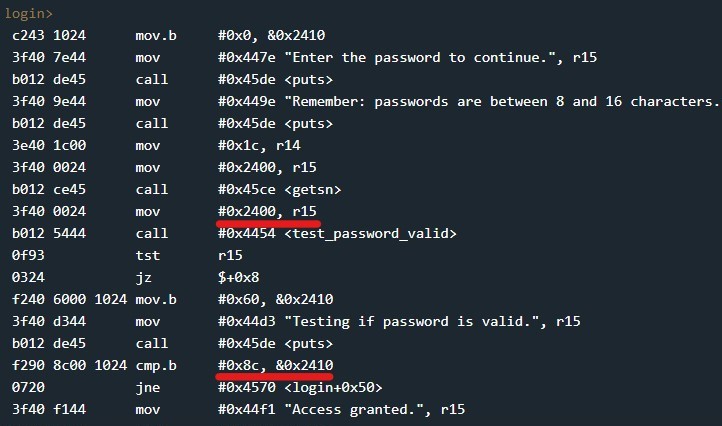 login>
c243 1024 mov.b #0x0, &0x2410
3f40 7e44 mov #0x447e "Enter the password to continue.", r15
b012 de45 call #0x45de <puts>
3f40 9e44 mov #0x449e "Remember: passwords are between 8 and 16 characters.
b012 de45 call #0x45de <puts>
3e40 1c00 mov #0x1c, r14
3f40 0024 mov #0x2400, r15
b012 ce45 call #0x45ce <getsn>
3f40 0024 mov #0x2400, r15
b012 5444 call #0x4454 <test_password_valid>
0f93 tst r15
0324 jz $+0x8
f240 6000 1024 mov.b #0x60, &0x2410
3f40 d344 mov #0x44d3 "Testing if password is valid.", r15
b012 de45 call #0x45de <puts>
f290 8c00 1024 cmp.b #0x8c, &0x2410
0720 jne #0x4570 <login+0x50>
3f40 f144 mov #0x44f1 "Access granted.", r15